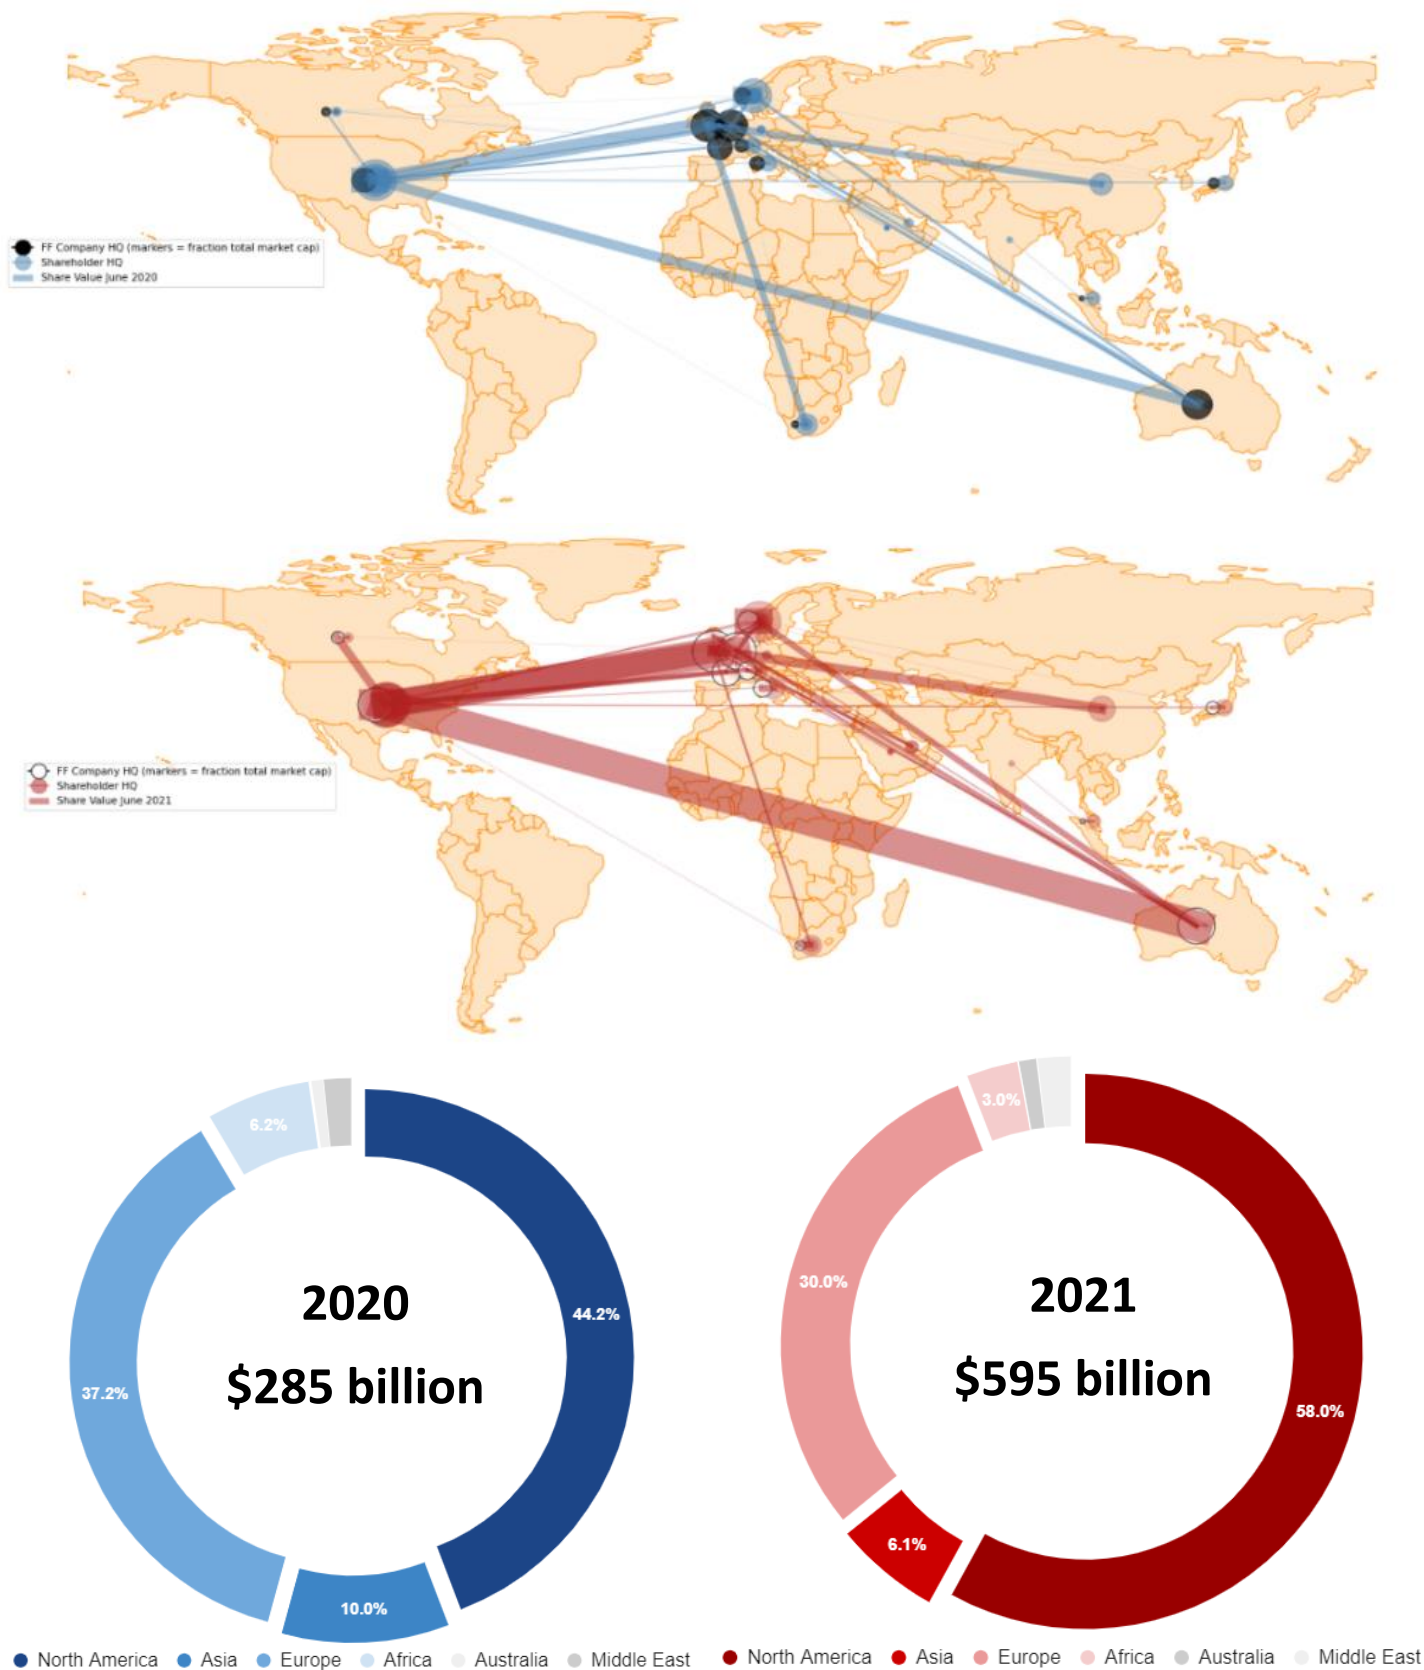 FF Company HQ (markers = fraction total market cap)
Shareholder HQ
Share Value June 2020
FF Company HQ (markers = fraction total market cap)
Shareholder HQ
Share Value June 2021
6.2%
44.2%
37.2%
10.0%
2020
$285 billion
3.0%
30.0%
58.0%
6.1%
2021
$595 billion
North America Asia Europe Africa Australia Middle East
North America Asia Europe Africa Australia Middle East